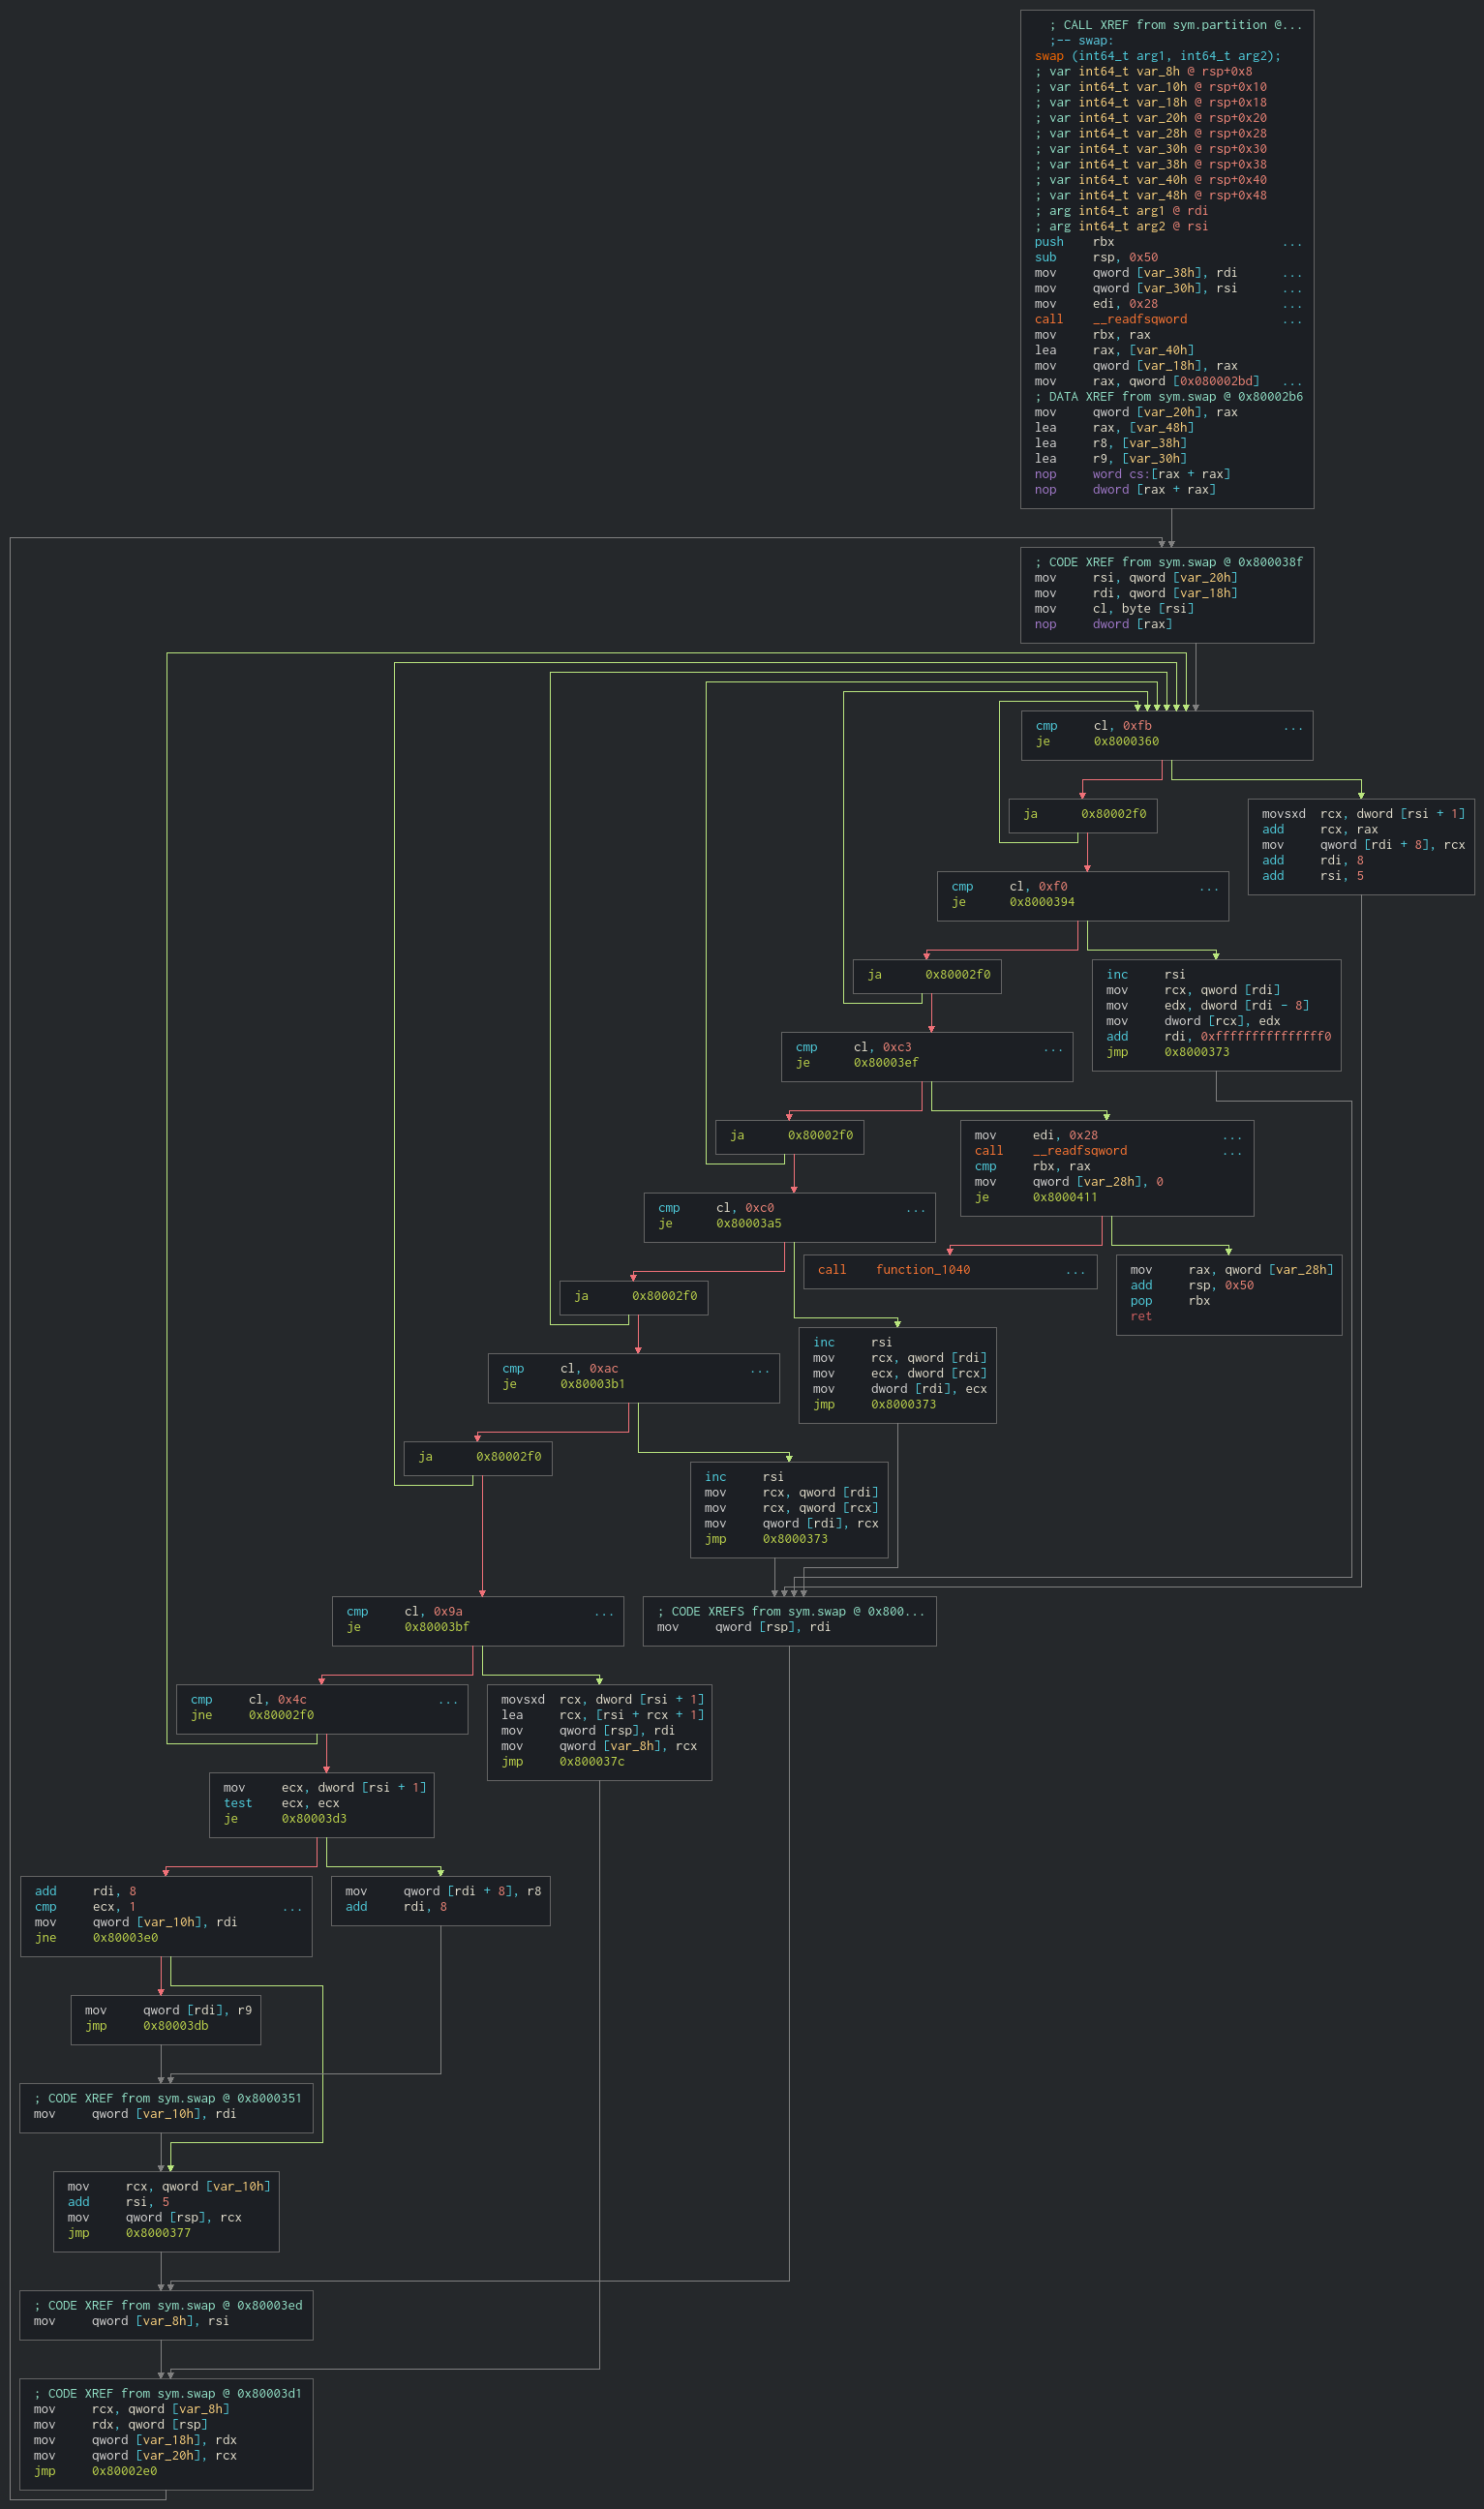 ; CALL XREF from sym.partition @...
;-- swap:
swap (int64_t arg1, int64_t arg2);
; var int64_t var_8h @ rsp+0x8
; var int64_t var_10h @ rsp+0x10
; var int64_t var_18h @ rsp+0x18
; var int64_t var_20h @ rsp+0x20
; var int64_t var_28h @ rsp+0x28
; var int64_t var_30h @ rsp+0x30
; var int64_t var_38h @ rsp+0x38
; var int64_t var_40h @ rsp+0x40
; var int64_t var_48h @ rsp+0x48
; arg int64_t arg1 @ rdi
; arg int64_t arg2 @ rsi
push rbx ...
sub rsp, 0x50
mov qword [var_38h], rdi ...
mov qword [var_30h], rsi ...
mov edi, 0x28 ...
call __readfsqword ...
mov rbx, rax
lea rax, [var_40h]
mov qword [var_18h], rax
mov rax, qword [0x080002bd] ...
; DATA XREF from sym.swap @ 0x80002b6
mov qword [var_20h], rax
lea rax, [var_48h]
lea r8, [var_38h]
lea r9, [var_30h]
nop word cs:[rax + rax]
nop dword [rax + rax]
; CODE XREF from sym.swap @ 0x800038f
mov rsi, qword [var_20h]
mov rdi, qword [var_18h]
mov cl, byte [rsi]
nop dword [rax]
cmp cl, 0xfb ...
je 0x8000360
ja 0x80002f0
movsxd rcx, dword [rsi + 1]
add rcx, rax
mov qword [rdi + 8], rcx
add rdi, 8
add rsi, 5
cmp cl, 0xf0 ...
je 0x8000394
ja 0x80002f0
inc rsi
mov rcx, qword [rdi]
mov edx, dword [rdi - 8]
mov dword [rcx], edx
add rdi, 0xfffffffffffffff0
jmp 0x8000373
cmp cl, 0xc3 ...
je 0x80003ef
ja 0x80002f0
mov edi, 0x28 ...
call __readfsqword ...
cmp rbx, rax
mov qword [var_28h], 0
je 0x8000411
cmp cl, 0xc0 ...
je 0x80003a5
call function_1040 ...
mov rax, qword [var_28h]
add rsp, 0x50
pop rbx
ret
ja 0x80002f0
inc rsi
mov rcx, qword [rdi]
mov ecx, dword [rcx]
mov dword [rdi], ecx
jmp 0x8000373
cmp cl, 0xac ...
je 0x80003b1
ja 0x80002f0
inc rsi
mov rcx, qword [rdi]
mov rcx, qword [rcx]
mov qword [rdi], rcx
jmp 0x8000373
cmp cl, 0x9a ...
je 0x80003bf
; CODE XREFS from sym.swap @ 0x800...
mov qword [rsp], rdi
cmp cl, 0x4c ...
jne 0x80002f0
movsxd rcx, dword [rsi + 1]
lea rcx, [rsi + rcx + 1]
mov qword [rsp], rdi
mov qword [var_8h], rcx
jmp 0x800037c
mov ecx, dword [rsi + 1]
test ecx, ecx
je 0x80003d3
add rdi, 8
cmp ecx, 1 ...
mov qword [var_10h], rdi
jne 0x80003e0
mov qword [rdi + 8], r8
add rdi, 8
mov qword [rdi], r9
jmp 0x80003db
; CODE XREF from sym.swap @ 0x8000351
mov qword [var_10h], rdi
mov rcx, qword [var_10h]
add rsi, 5
mov qword [rsp], rcx
jmp 0x8000377
; CODE XREF from sym.swap @ 0x80003ed
mov qword [var_8h], rsi
; CODE XREF from sym.swap @ 0x80003d1
mov rcx, qword [var_8h]
mov rdx, qword [rsp]
mov qword [var_18h], rdx
mov qword [var_20h], rcx
jmp 0x80002e0